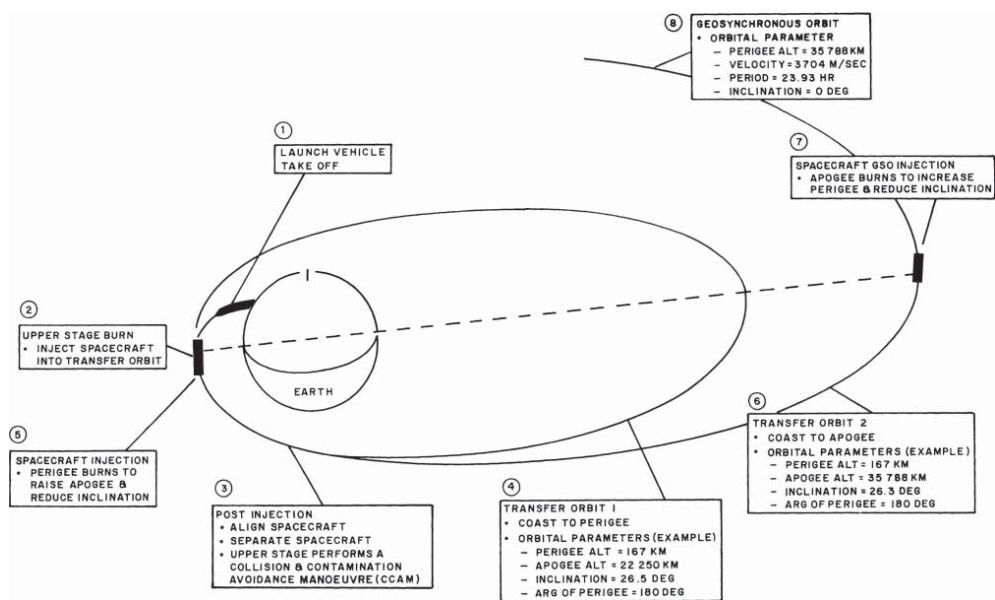 ①
LAUNCH VEHICLE
TAKE OFF
②
UPPER STAGE BURN
• INJECT SPACECRAFT
INTO TRANSFER ORBIT
③
POST INJECTION
• ALIGN SPACECRAFT
• SEPARATE SPACECRAFT
• UPPER STAGE PERFORMS A
COLLISION & CONTAMINATION
AVOIDANCE MANOEUVRE (CCAM)
④
TRANSFER ORBIT 1
• COAST TO PERIGEE
• ORBITAL PARAMETERS (EXAMPLE)
– PERIGEE ALT = 167 KM
– APOGEE ALT = 22 250 KM
– INCLINATION = 26.5 DEG
– ARG OF PERIGEE = 180 DEG
⑤
SPACECRAFT INJECTION
• PERIGEE BURNS TO
RAISE APOGEE &
REDUCE INCLINATION
⑥
TRANSFER ORBIT 2
• COAST TO APOGEE
• ORBITAL PARAMETERS (EXAMPLE)
– PERIGEE ALT = 167 KM
– APOGEE ALT = 35 788 KM
– INCLINATION = 26.3 DEG
– ARG OF PERIGEE = 180 DEG
⑦
SPACECRAFT GSO INJECTION
• APOGEE BURNS TO INCREASE
PERIGEE & REDUCE INCLINATION
⑧
GEOSYNCHRONOUS ORBIT
• ORBITAL PARAMETER
– PERIGEE ALT = 35 788 KM
– VELOCITY = 3704 M/SEC
– PERIOD = 23.93 HR
– INCLINATION = 0 DEG
EARTH